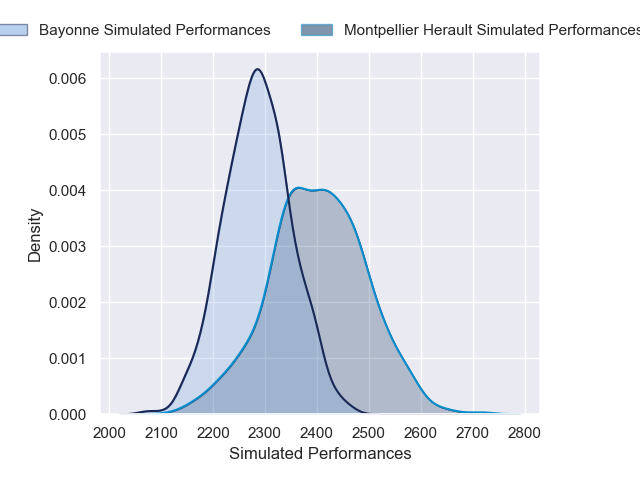 Bayonne Simulated Performances
Montpellier Herault Simulated Performances
0.006
0.005
0.004
0.003
0.002
0.001
0.000
Density
2000 2100 2200 2300 2400 2500 2600 2700 2800
Simulated Performances